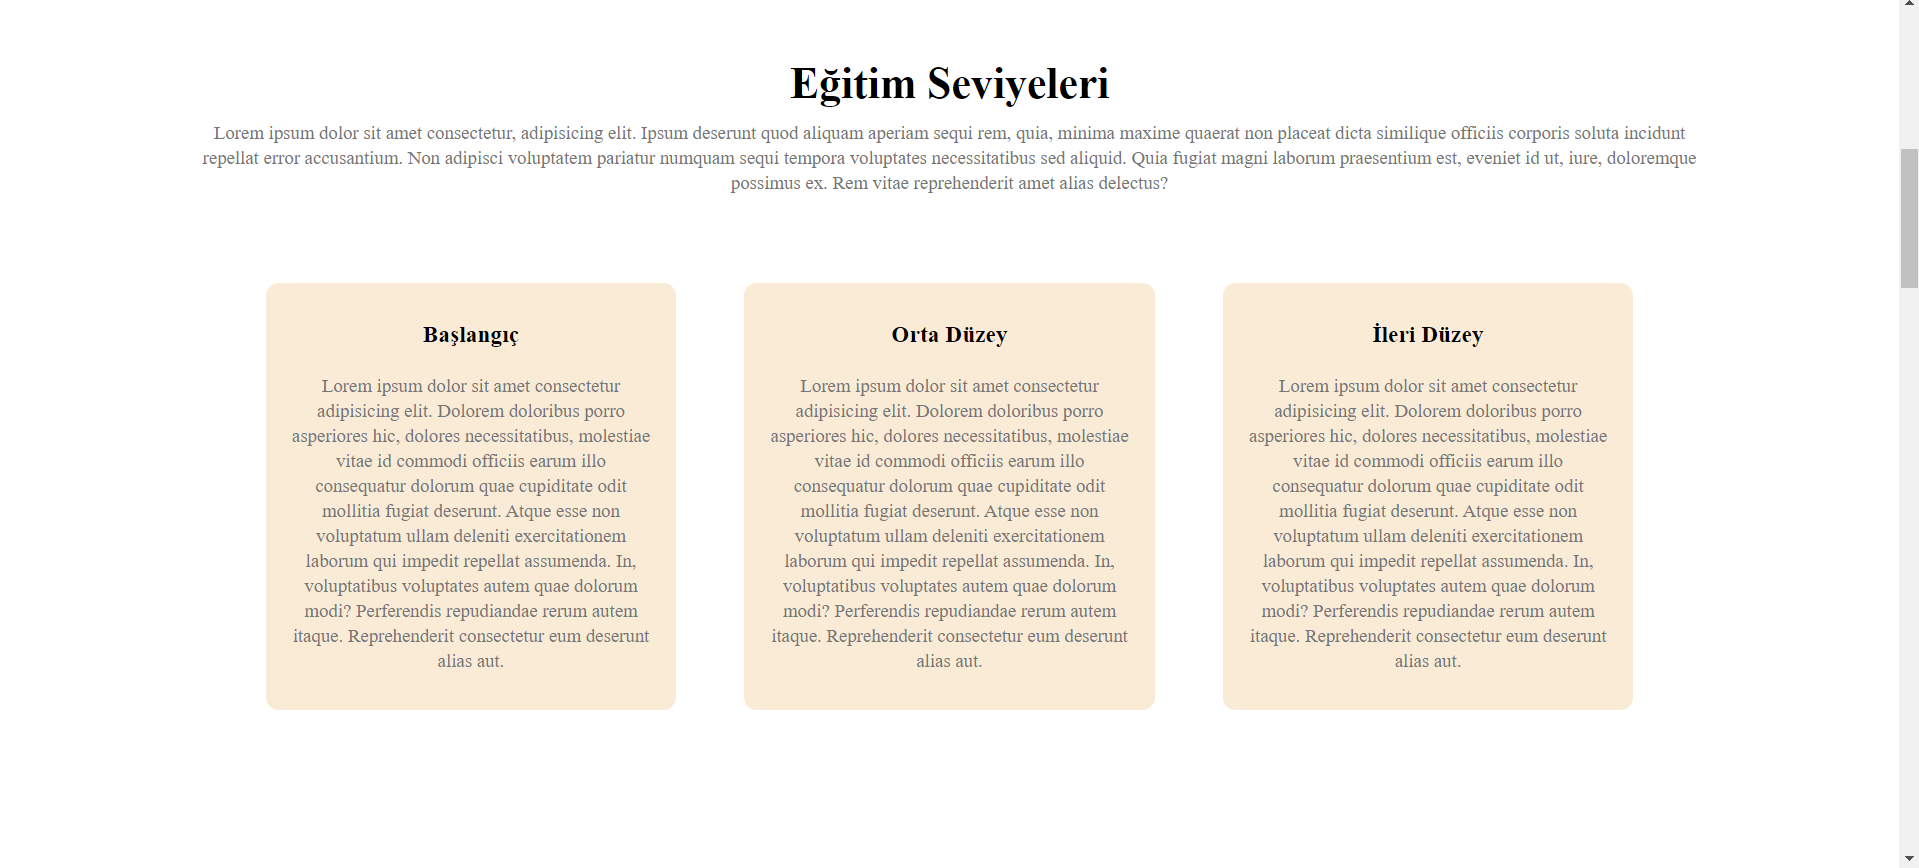 Eğitim Seviyeleri
Lorem ipsum dolor sit amet consectetur, adipisicing elit. Ipsum deserunt quod aliquam aperiam sequi rem, quia, minima maxime quaerat non placeat dicta similique officiis corporis soluta incidunt
repellat error accusantium. Non adipisci voluptatem pariatur numquam sequi tempora voluptates necessitatibus sed aliquid. Quia fugiat magni laborum praesentium est, eveniet id ut, iure, doloremque
possimus ex. Rem vitae reprehenderit amet alias delectus?
Başlangıç
Lorem ipsum dolor sit amet consectetur
adipisicing elit. Dolorem doloribus porro
asperiores hic, dolores necessitatibus, molestiae
vitae id commodi officiis earum illo
consequatur dolorum quae cupiditate odit
mollitia fugiat deserunt. Atque esse non
voluptatum ullam deleniti exercitationem
laborum qui impedit repellat assumenda. In,
voluptatibus voluptates autem quae dolorum
modi? Perferendis repudiandae rerum autem
itaque. Reprehenderit consectetur eum deserunt
alias aut.
Orta Düzey
Lorem ipsum dolor sit amet consectetur
adipisicing elit. Dolorem doloribus porro
asperiores hic, dolores necessitatibus, molestiae
vitae id commodi officiis earum illo
consequatur dolorum quae cupiditate odit
mollitia fugiat deserunt. Atque esse non
voluptatum ullam deleniti exercitationem
laborum qui impedit repellat assumenda. In,
voluptatibus voluptates autem quae dolorum
modi? Perferendis repudiandae rerum autem
itaque. Reprehenderit consectetur eum deserunt
alias aut.
İleri Düzey
Lorem ipsum dolor sit amet consectetur
adipisicing elit. Dolorem doloribus porro
asperiores hic, dolores necessitatibus, molestiae
vitae id commodi officiis earum illo
consequatur dolorum quae cupiditate odit
mollitia fugiat deserunt. Atque esse non
voluptatum ullam deleniti exercitationem
laborum qui impedit repellat assumenda. In,
voluptatibus voluptates autem quae dolorum
modi? Perferendis repudiandae rerum autem
itaque. Reprehenderit consectetur eum deserunt
alias aut.